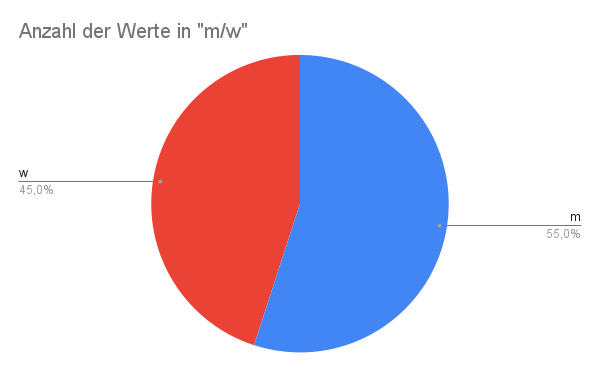 Anzahl der Werte in "m/w"
w
45,0%
m
55,0%